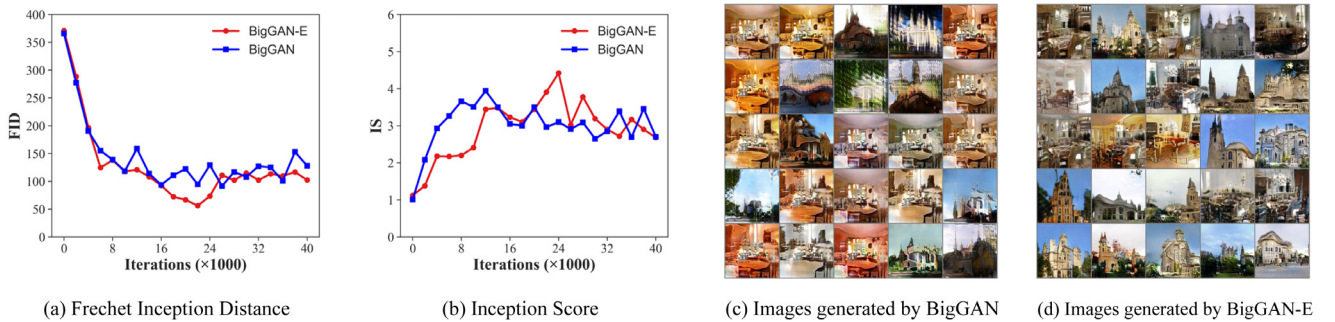 400
350
300
250
200
150
100
50
0
FID
BigGAN-E
BigGAN
0 8 16 24 32 40
Iterations (×1000)
(a) Frechet Inception Distance
6
5
4
3
2
1
0
IS
BigGAN-E
BigGAN
0 8 16 24 32 40
Iterations (×1000)
(b) Inception Score
(c) Images generated by BigGAN
(d) Images generated by BigGAN-E